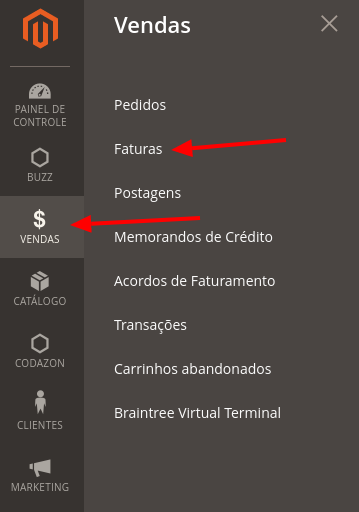 PAINEL DE
CONTROLE
BUZZ
$
VENDAS
CATÁLOGO
CODAZON
CLIENTES
MARKETING
Vendas
Pedidos
Faturas
Postagens
Memorandos de Crédito
Acordos de Faturamento
Transações
Carrinhos abandonados
Braintree Virtual Terminal